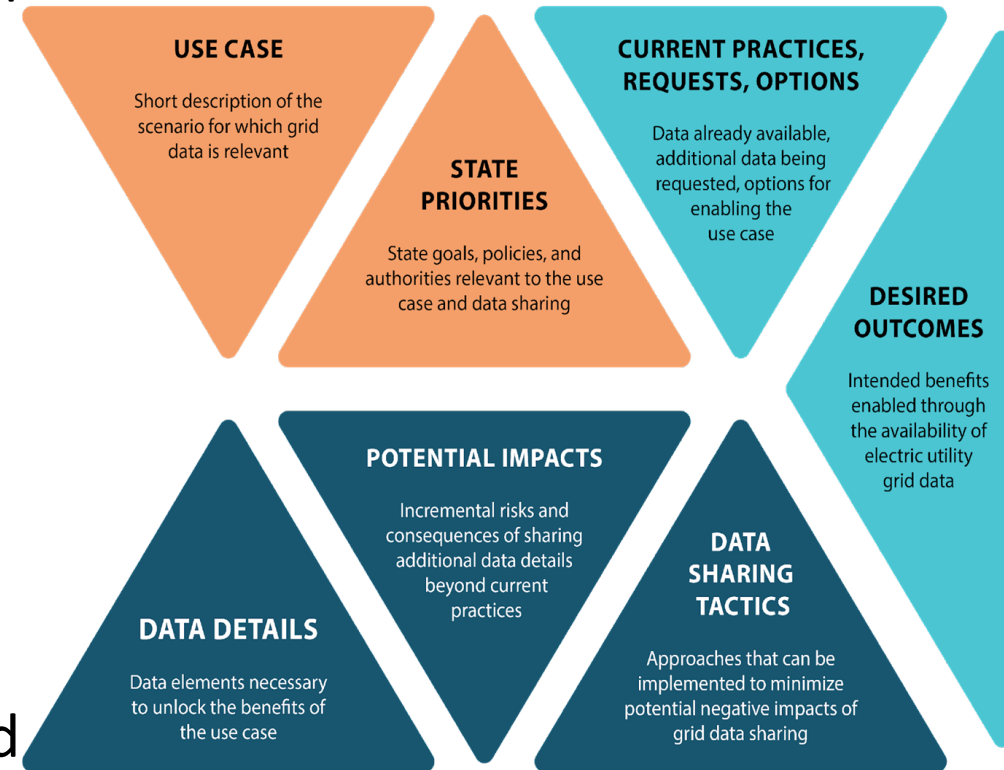 USE CASE
Short description of the
scenario for which grid
data is relevant
STATE
PRIORITIES
State goals, policies, and
authorities relevant to the use
case and data sharing
CURRENT PRACTICES,
REQUESTS, OPTIONS
Data already available,
additional data being
requested, options for
enabling the
use case
DESIRED
OUTCOMES
Intended benefits
enabled through
the availability of
electric utility
grid data
DATA DETAILS
Data elements necessary
to unlock the benefits of
the use case
POTENTIAL IMPACTS
Incremental risks and
consequences of sharing
additional data details
beyond current
practices
DATA
SHARING
TACTICS
Approaches that can be
implemented to minimize
potential negative impacts of
grid data sharing
d